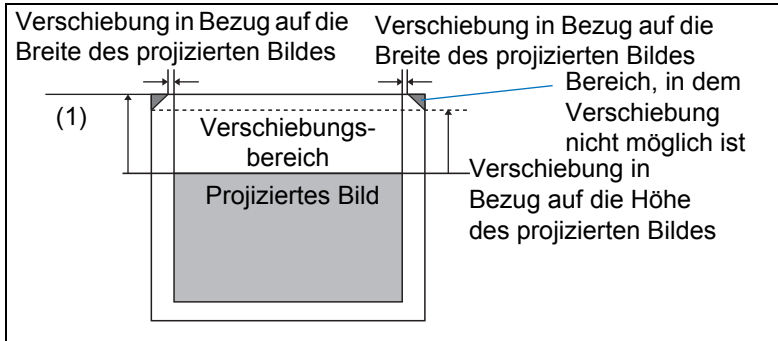 Verschiebung in Bezug auf die
Breite des projizierten Bildes
Verschiebung in Bezug auf die
Breite des projizierten Bildes
Bereich, in dem
Verschiebung
nicht möglich ist
(1)
Verschiebungs-
bereich
Verschiebung in
Bezug auf die Höhe
des projizierten Bildes
Projiziertes Bild